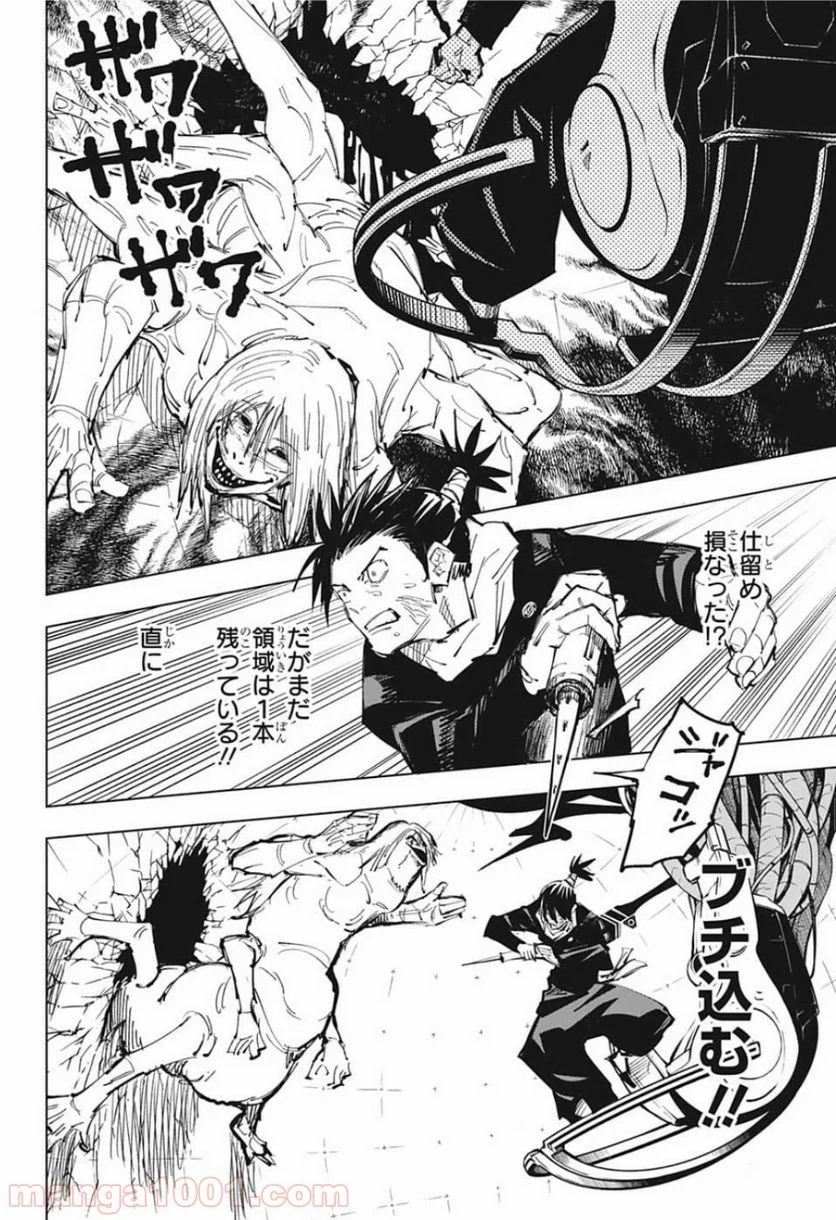 ザワ
ザワ
ザワ
仕留め
損なった!?
だがまだ
領域は1本
残っている!!
直に
ジャコッ
ブチ込む!!
manga1001.com